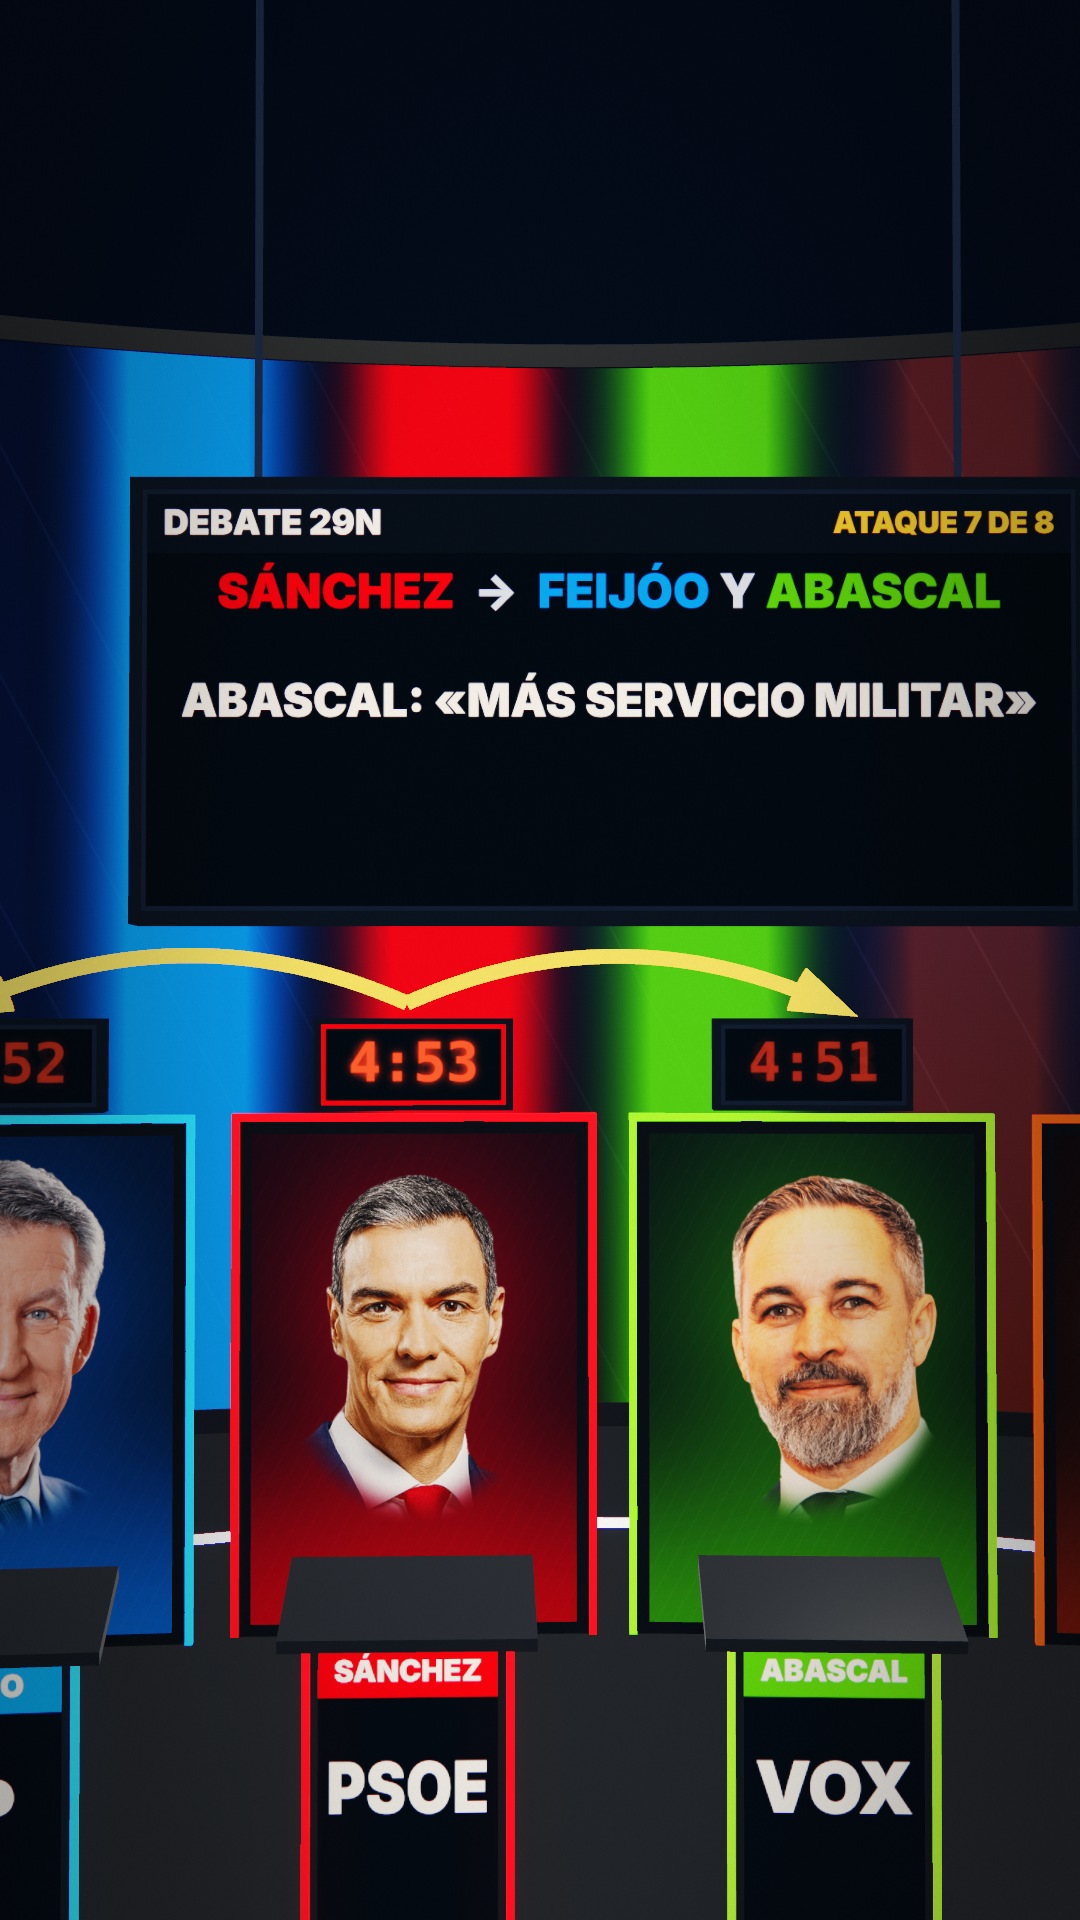 DEBATE 29N
ATAQUE 7 DE 8
SÁNCHEZ → FEIJÓO Y ABASCAL
ABASCAL: «MÁS SERVICIO MILITAR»
52
4:53
4:51
O
SÁNCHEZ
ABASCAL
PSOE
VOX